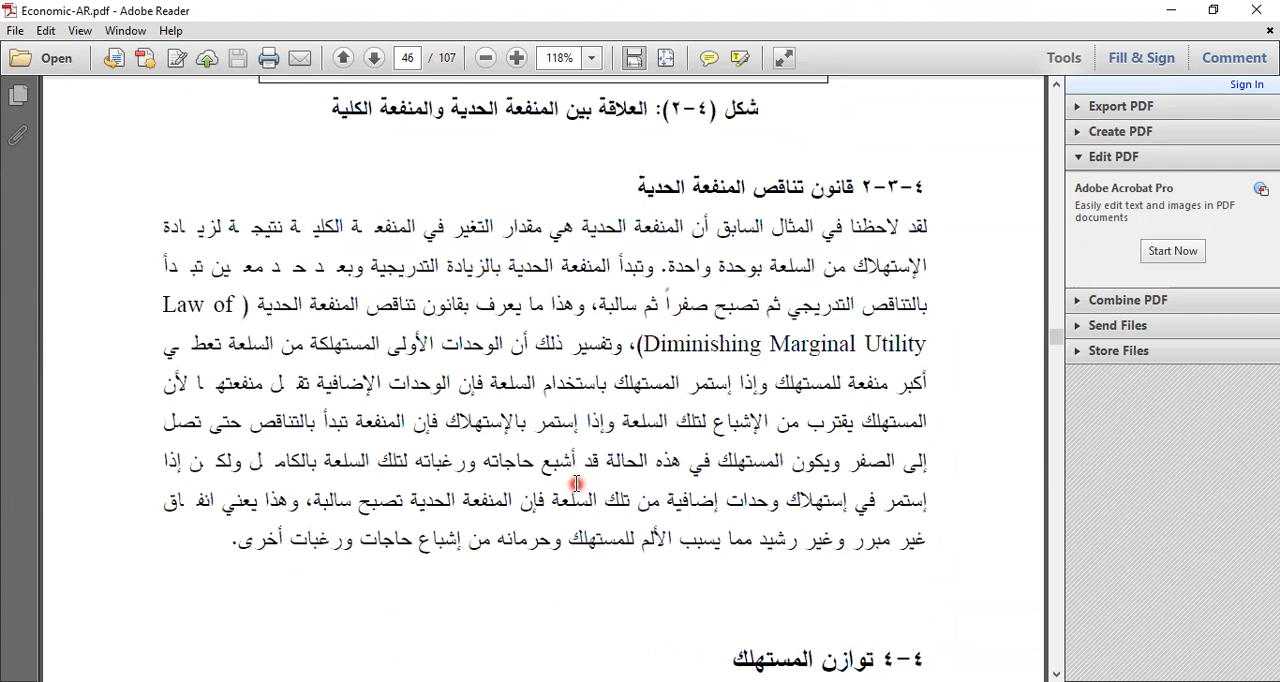 Economic-AR.pdf - Adobe Reader
File Edit View Window Help
Open 46 / 107 118% Tools Fill & Sign Comment
Sign In
Export PDF
Create PDF
Edit PDF
Adobe Acrobat Pro
Easily edit text and images in PDF
documents
Start Now
Combine PDF
Send Files
Store Files
شكل (٤-٢): العلاقة بين المنفعة الحدية والمنفعة الكلية
٤-٣-٢ قانون تناقص المنفعة الحدية
لقد لاحظنا في المثال السابق أن المنفعة الحدية هي مقدار التغير في المنفعة الكلية نتيجة لزيادة
الإستهلاك من السلعة بوحدة واحدة. وتبدأ المنفعة الحدية بالزيادة التدريجية وبعد حد معين تبدأ
بالتناقص التدريجي ثم تصبح صفراً ثم سالبة، وهذا ما يعرف بقانون تناقص المنفعة الحدية (Law of
Diminishing Marginal Utility)، وتفسير ذلك أن الوحدات الأولى المستهلكة من السلعة تعطي
أكبر منفعة للمستهلك وإذا إستمر المستهلك باستخدام السلعة فإن الوحدات الإضافية تقل منفعتها لأن
المستهلك يقترب من الإشباع لتلك السلعة وإذا إستمر بالإستهلاك فإن المنفعة تبدأ بالتناقص حتى تصل
إلى الصفر ويكون المستهلك في هذه الحالة قد أشبع حاجاته ورغباته لتلك السلعة بالكامل ولكن إذا
إستمر في إستهلاك وحدات إضافية من تلك السلعة فإن المنفعة الحدية تصبح سالبة، وهذا يعني انفاق
غير مبرر وغير رشيد مما يسبب الألم للمستهلك وحرمانه من إشباع حاجات ورغبات أخرى.
٤-٤ توازن المستهلك